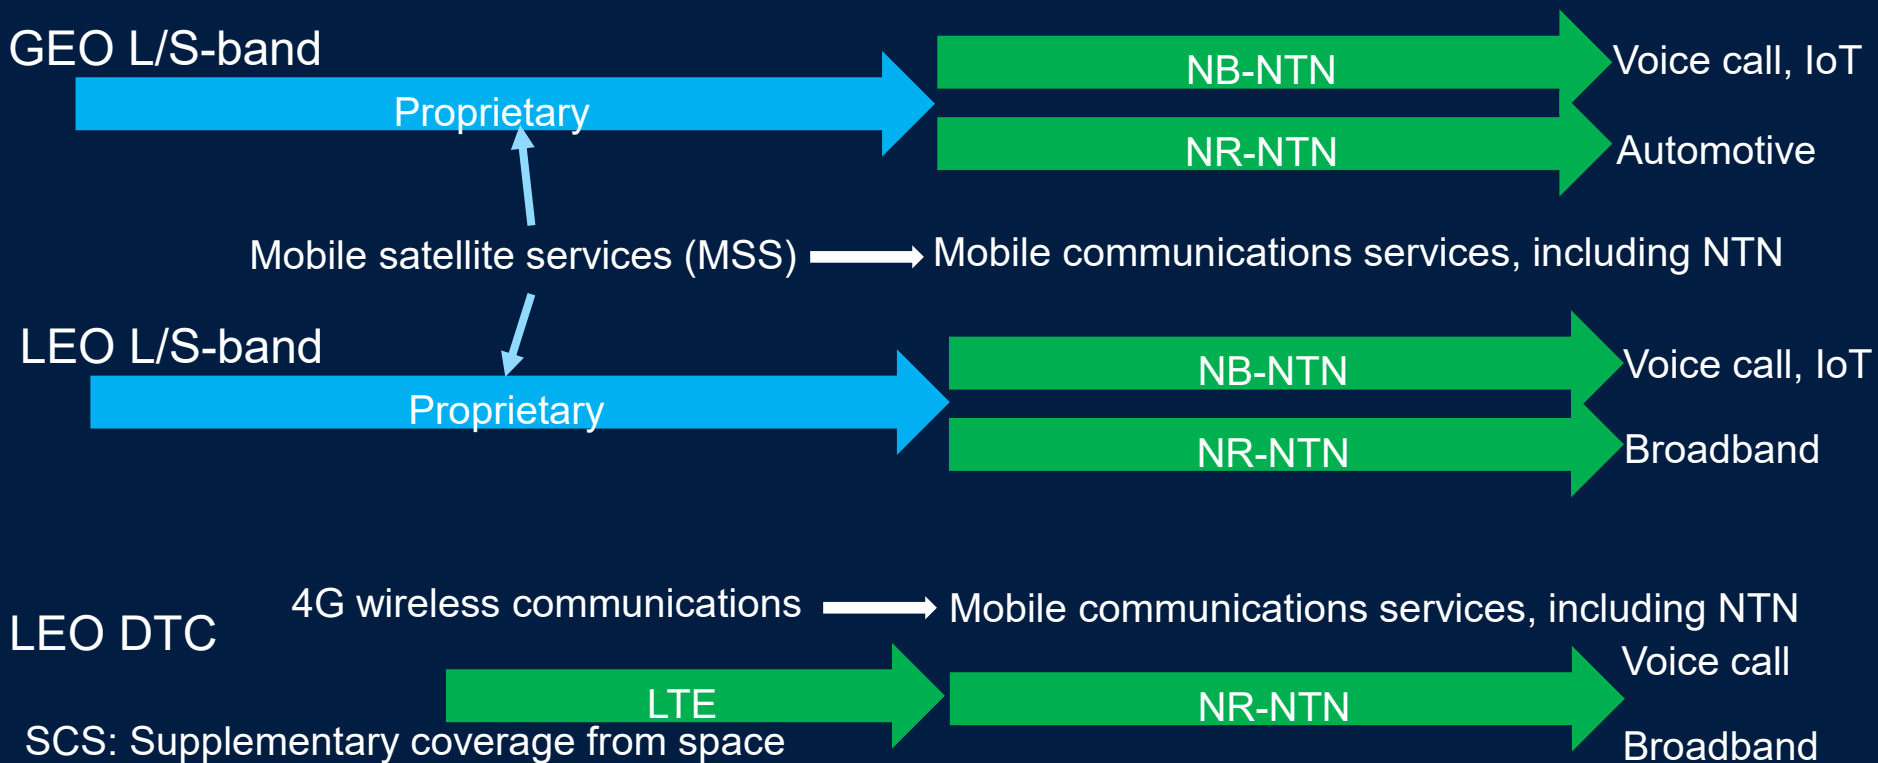 GEO L/S-band
Proprietary
NB-NTN
Voice call, IoT
NR-NTN
Automotive
Mobile satellite services (MSS)
Mobile communications services, including NTN
LEO L/S-band
Proprietary
NB-NTN
Voice call, IoT
NR-NTN
Broadband
4G wireless communications
Mobile communications services, including NTN
LEO DTC
LTE
NR-NTN
Voice call
Broadband
SCS: Supplementary coverage from space